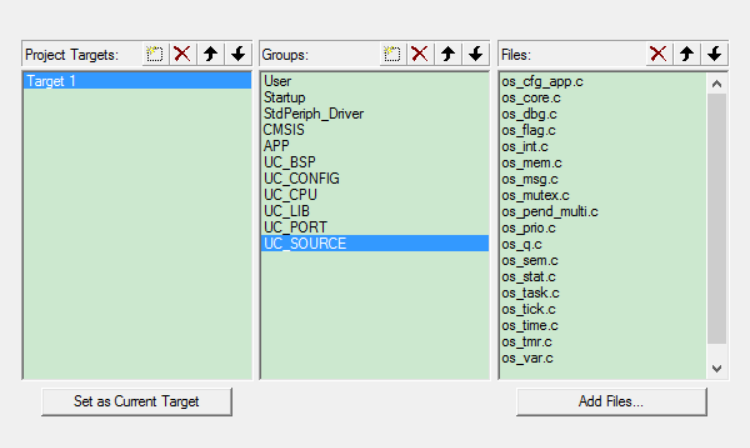 Project Targets:
Target 1
Set as Current Target
Groups:
User
Startup
StdPeriph_Driver
CMSIS
APP
UC_BSP
UC_CONFIG
UC_CPU
UC_LIB
UC_PORT
UC_SOURCE
Files:
os_cfg_app.c
os_core.c
os_dbg.c
os_flag.c
os_int.c
os_mem.c
os_msg.c
os_mutex.c
os_pend_multi.c
os_prio.c
os_q.c
os_sem.c
os_stat.c
os_task.c
os_tick.c
os_time.c
os_tmr.c
os_var.c
Add Files...